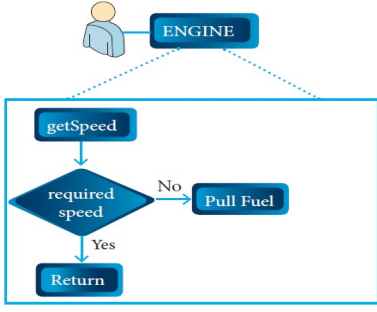 ENGINE
getSpeed
required
speed
No
Pull Fuel
Yes
Return